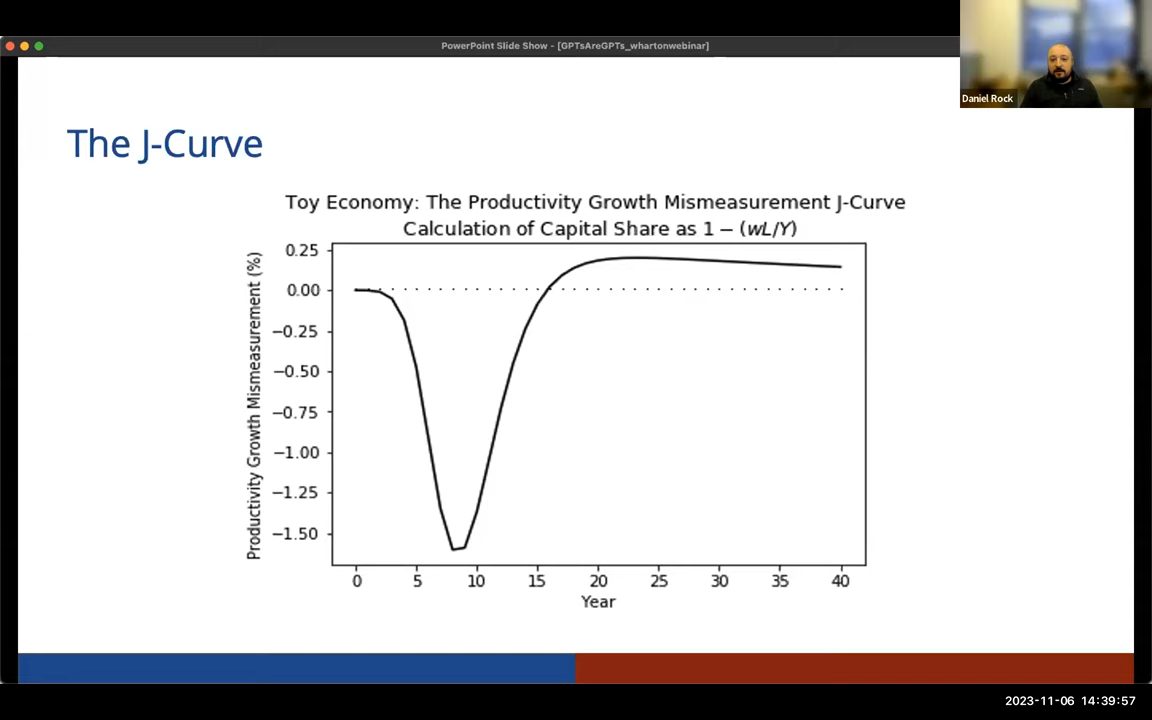 PowerPoint Slide Show - [GPTsAreGPTs_whartonwebinar]
Daniel Rock
The J-Curve
Toy Economy: The Productivity Growth Mismeasurement J-Curve
Calculation of Capital Share as 1 − (wL/Y)
Productivity Growth Mismeasurement (%)
0.25
0.00
−0.25
−0.50
−0.75
−1.00
−1.25
−1.50
0 5 10 15 20 25 30 35 40
Year
2023-11-06 14:39:57